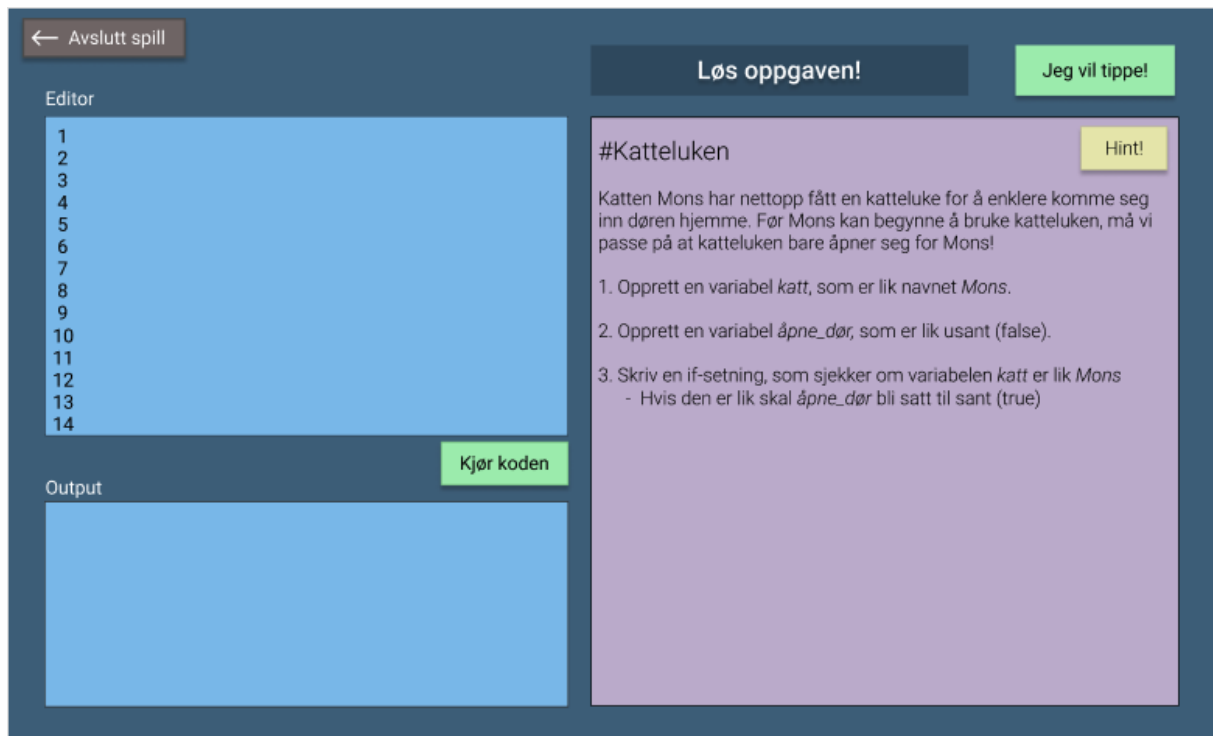 ← Avslutt spill
Løs oppgaven!
Jeg vil tippe!
Editor
1
2
3
4
5
6
7
8
9
10
11
12
13
14
Kjør koden
Output
#Katteluken
Hint!
Katten Mons har nettopp fått en katteluke for å enklere komme seg
inn døren hjemme. Før Mons kan begynne å bruke katteluken, må vi
passe på at katteluken bare åpner seg for Mons!
1. Opprett en variabel katt, som er lik navnet Mons.
2. Opprett en variabel åpne_dør, som er lik usant (false).
3. Skriv en if-setning, som sjekker om variabelen katt er lik Mons
- Hvis den er lik skal åpne_dør bli satt til sant (true)